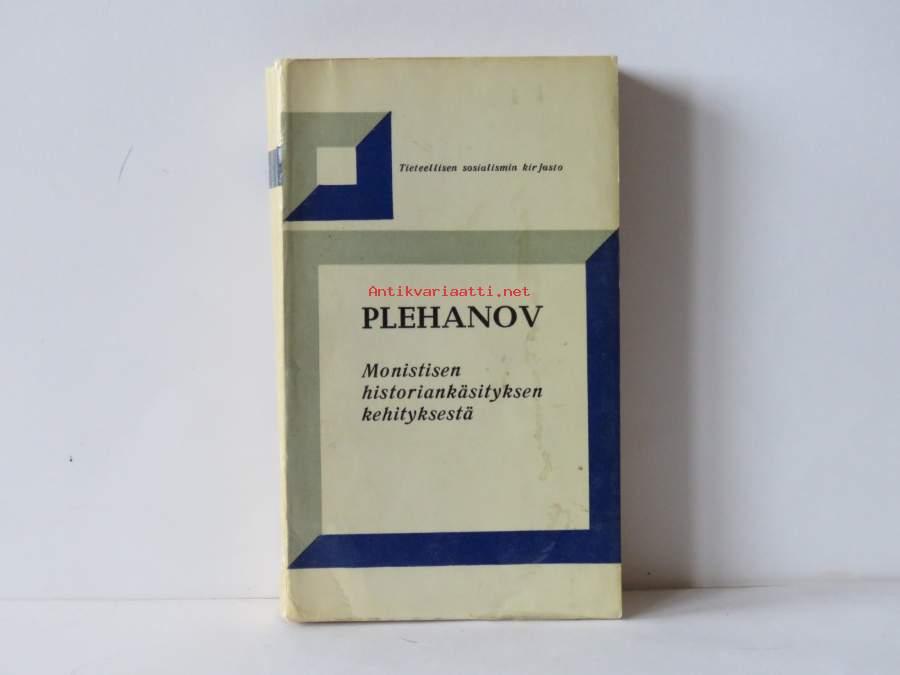 Tieteellisen sosialismin kirjasto
Antikvariaatti.net
PLEHANOV
Monistisen
historiankäsityksen
kehityksestä